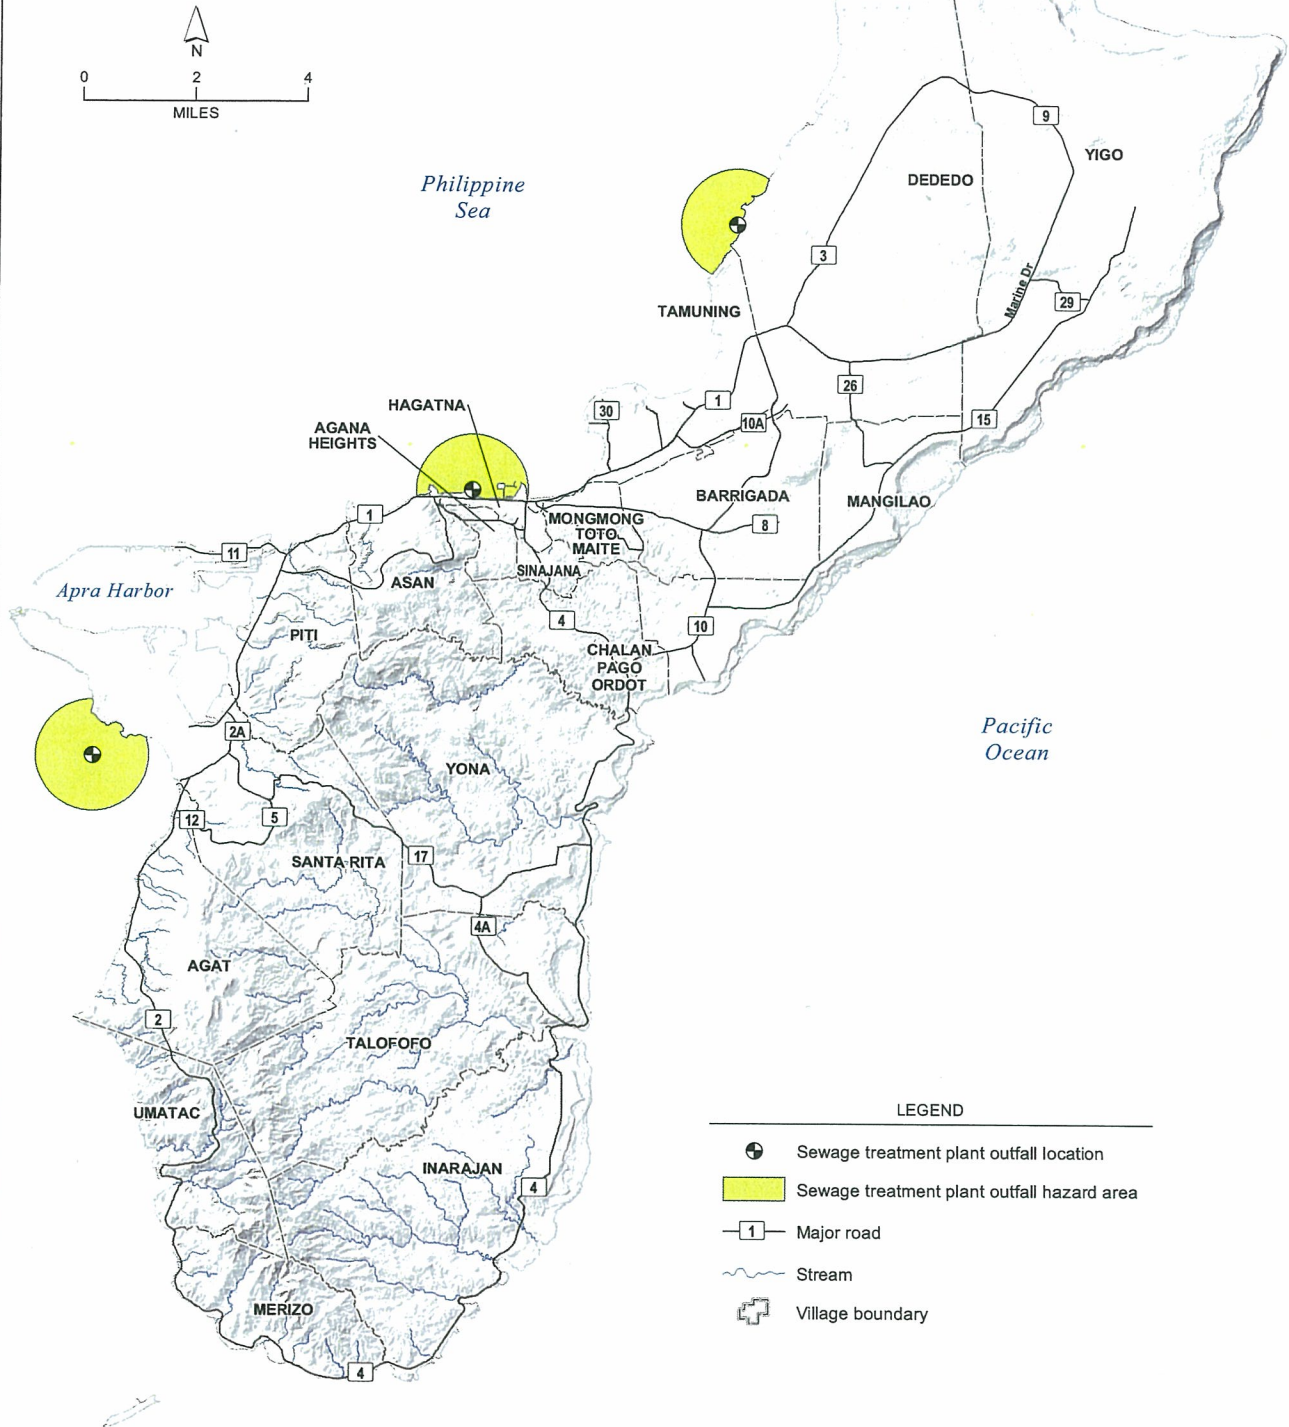 N
0 2 4
MILES
9
YIGO
DEDEDO
Philippine
Sea
3
Marine Dr
29
TAMUNING
26
1
HAGATNA
30
15
10A
AGANA
HEIGHTS
BARRIGADA
MANGILAO
1
MONGMONG
TOTO
MAITE
8
11
SINAJANA
ASAN
Apra Harbor
4
10
PITI
CHALAN
PAGO
ORDOT
2A
Pacific
Ocean
YONA
12
5
17
SANTA RITA
4A
AGAT
2
TALOFOFO
UMATAC
LEGEND
Sewage treatment plant outfall location
INARAJAN
4
Sewage treatment plant outfall hazard area
1 Major road
Stream
MERIZO
Village boundary
4